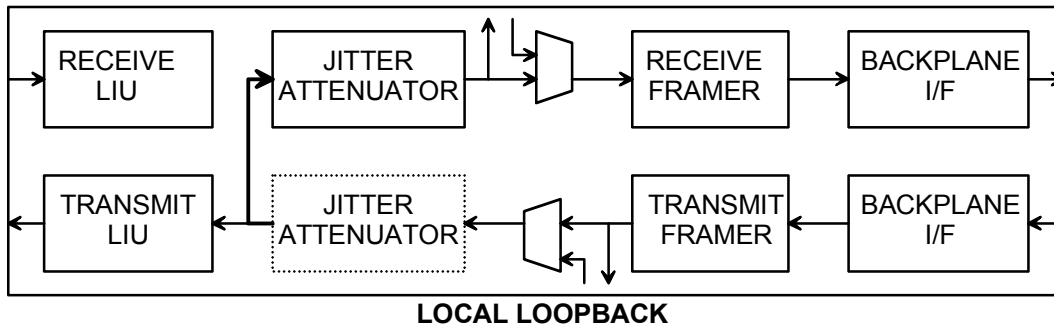 RECEIVE
LIU
JITTER
ATTENUATOR
RECEIVE
FRAMER
BACKPLANE
I/F
TRANSMIT
LIU
JITTER
ATTENUATOR
TRANSMIT
FRAMER
BACKPLANE
I/F
LOCAL LOOPBACK